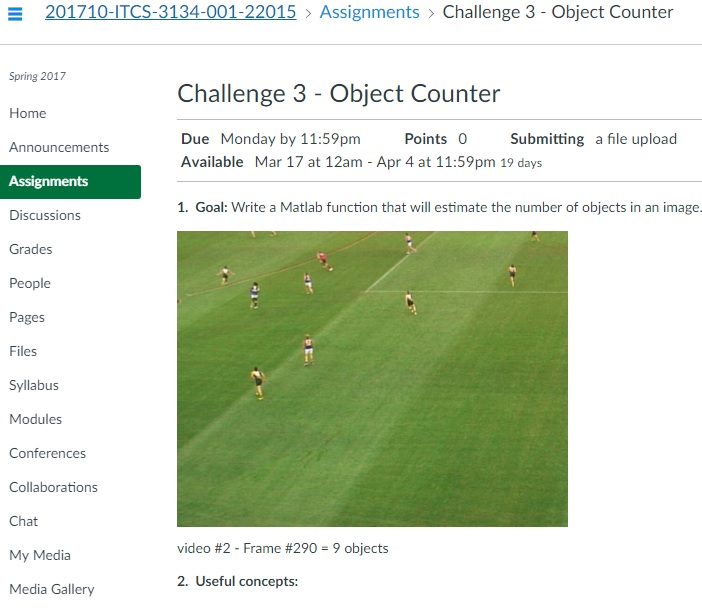 201710-ITCS-3134-001-22015 > Assignments > Challenge 3 - Object Counter
Spring 2017
Home
Announcements
Assignments
Discussions
Grades
People
Pages
Files
Syllabus
Modules
Conferences
Collaborations
Chat
My Media
Media Gallery
Challenge 3 - Object Counter
Due Monday by 11:59pm Points 0 Submitting a file upload
Available Mar 17 at 12am - Apr 4 at 11:59pm 19 days
1. Goal: Write a Matlab function that will estimate the number of objects in an image.
video #2 - Frame #290 = 9 objects
2. Useful concepts: